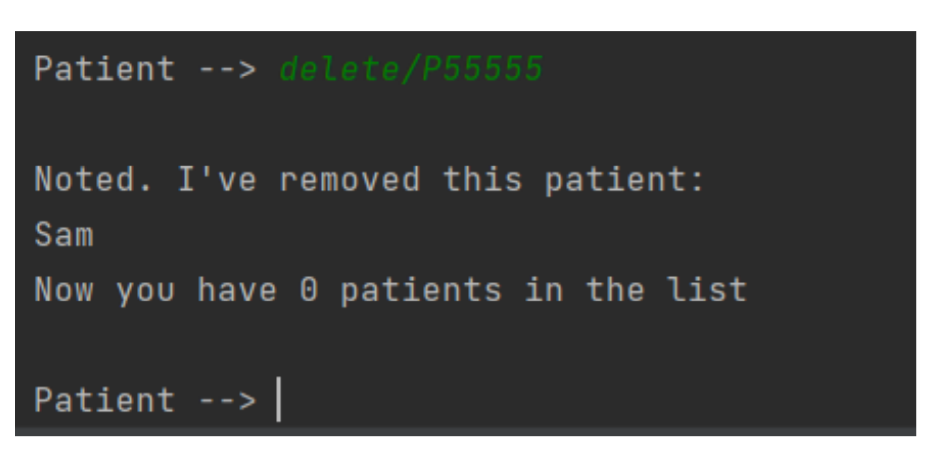 Patient --> delete/P55555
Noted. I've removed this patient:
Sam
Now you have 0 patients in the list
Patient -->